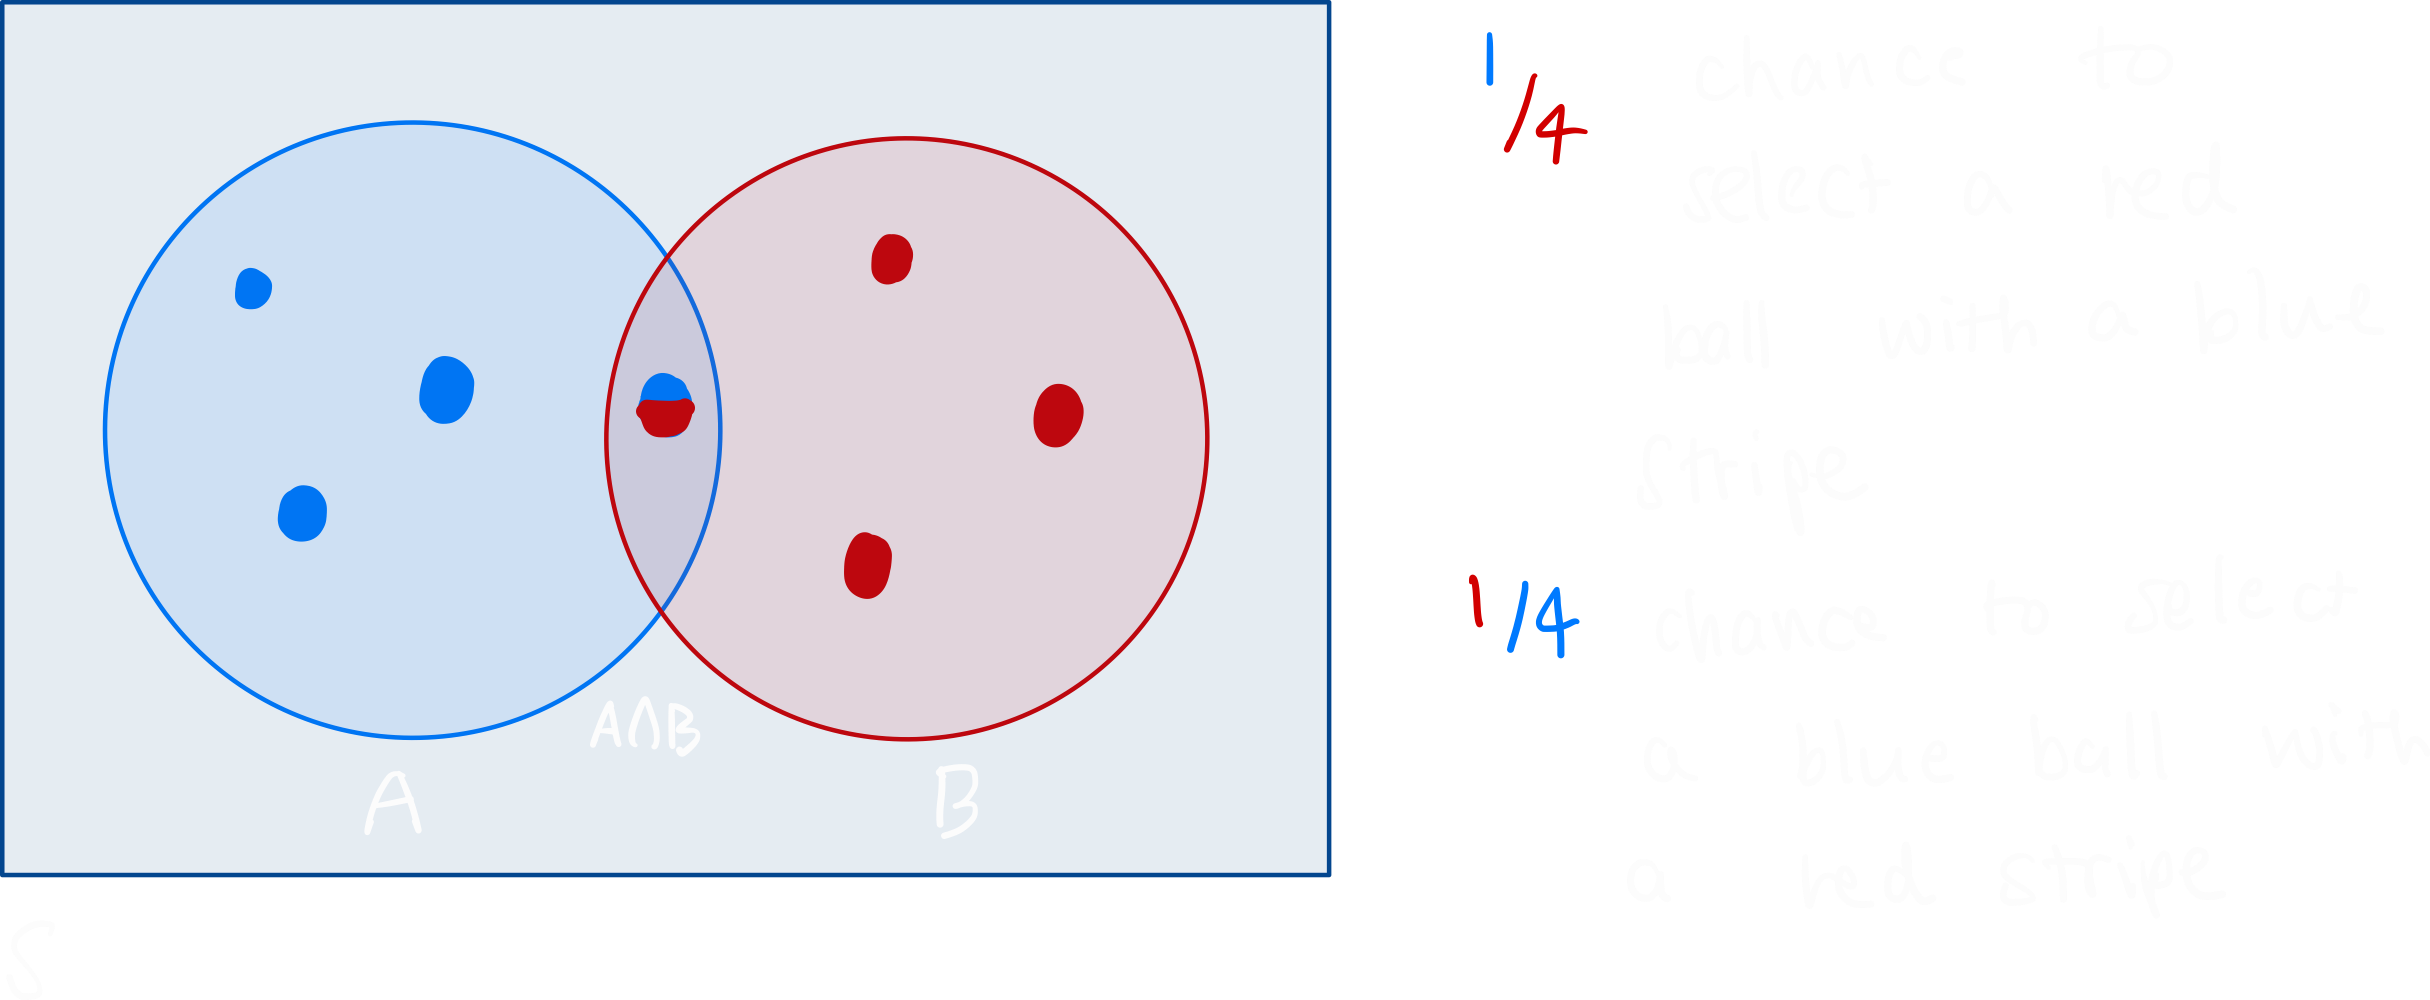 1/4 chance to
select a red
ball with a blue
stripe
1/4 chance to select
a blue ball with
a red stripe
A∩B
A B
S